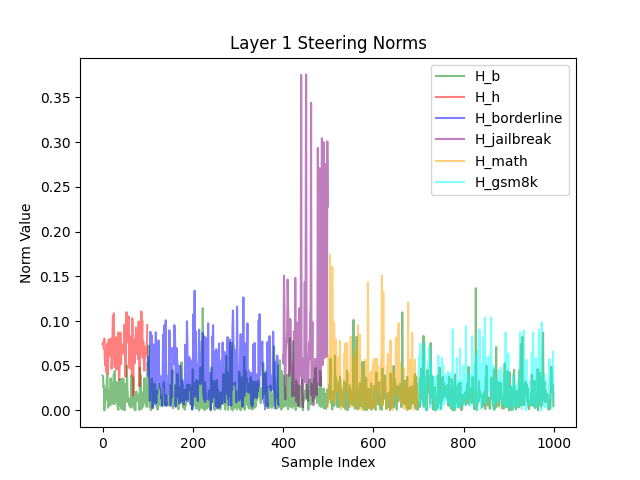 Layer 1 Steering Norms
H_b
H_h
H_borderline
H_jailbreak
H_math
H_gsm8k
Norm Value
0.35
0.30
0.25
0.20
0.15
0.10
0.05
0.00
0
200
400
600
800
1000
Sample Index